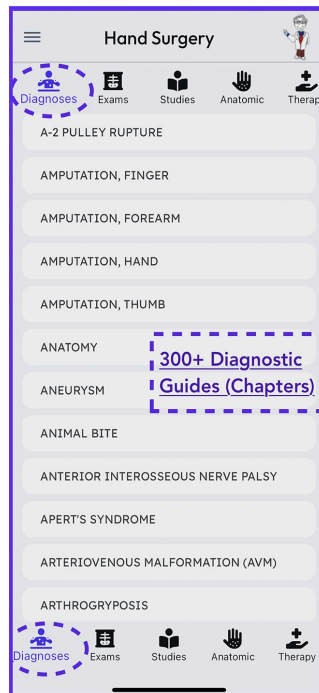 Hand Surgery
Diagnoses Exams Studies Anatomic Therap
A-2 PULLEY RUPTURE
AMPUTATION, FINGER
AMPUTATION, FOREARM
AMPUTATION, HAND
AMPUTATION, THUMB
ANATOMY
300+ Diagnostic
Guides (Chapters)
ANEURYSM
ANIMAL BITE
ANTERIOR INTEROSSEOUS NERVE PALSY
APERT'S SYNDROME
ARTERIOVENOUS MALFORMATION (AVM)
ARTHROGRYPOSIS
Diagnoses Exams Studies Anatomic Therapy